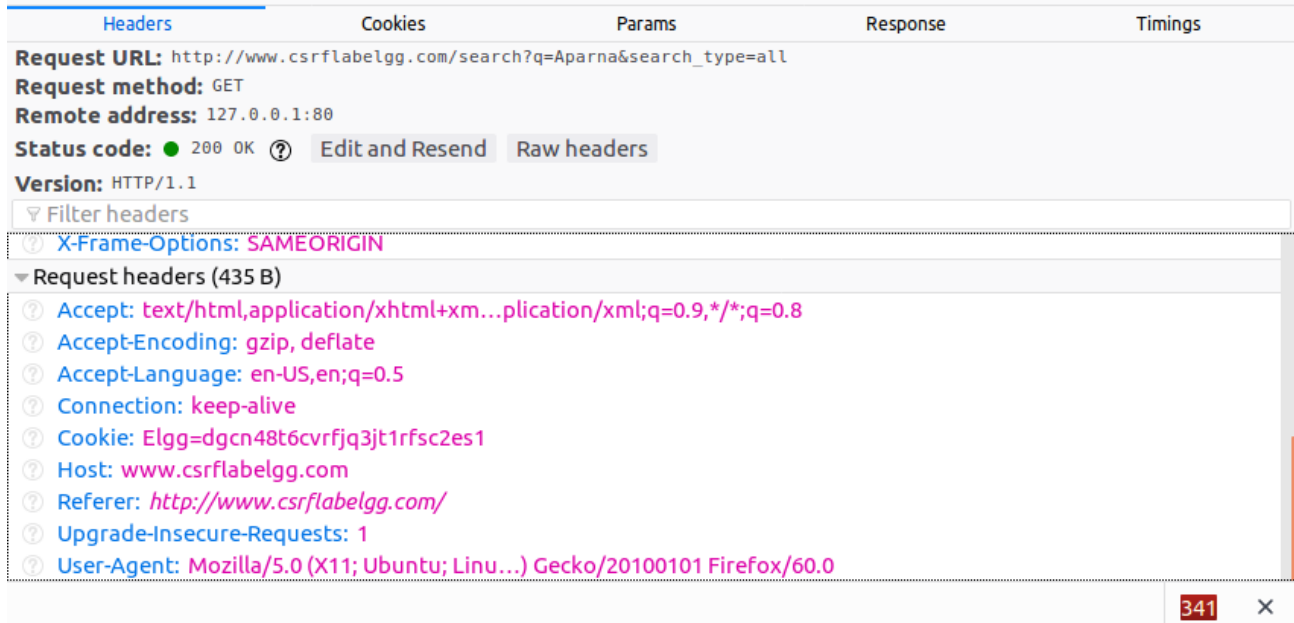 Headers Cookies Params Response Timings
Request URL: http://www.csrflabelgg.com/search?q=Aparna&search_type=all
Request method: GET
Remote address: 127.0.0.1:80
Status code: 200 OK ? Edit and Resend Raw headers
Version: HTTP/1.1
Filter headers
? X-Frame-Options: SAMEORIGIN
Request headers (435 B)
? Accept: text/html,application/xhtml+xm…plication/xml;q=0.9,*/*;q=0.8
? Accept-Encoding: gzip, deflate
? Accept-Language: en-US,en;q=0.5
? Connection: keep-alive
? Cookie: Elgg=dgcn48t6cvrfjq3jt1rfsc2es1
? Host: www.csrflabelgg.com
? Referer: http://www.csrflabelgg.com/
? Upgrade-Insecure-Requests: 1
? User-Agent: Mozilla/5.0 (X11; Ubuntu; Linu…) Gecko/20100101 Firefox/60.0
341 ×